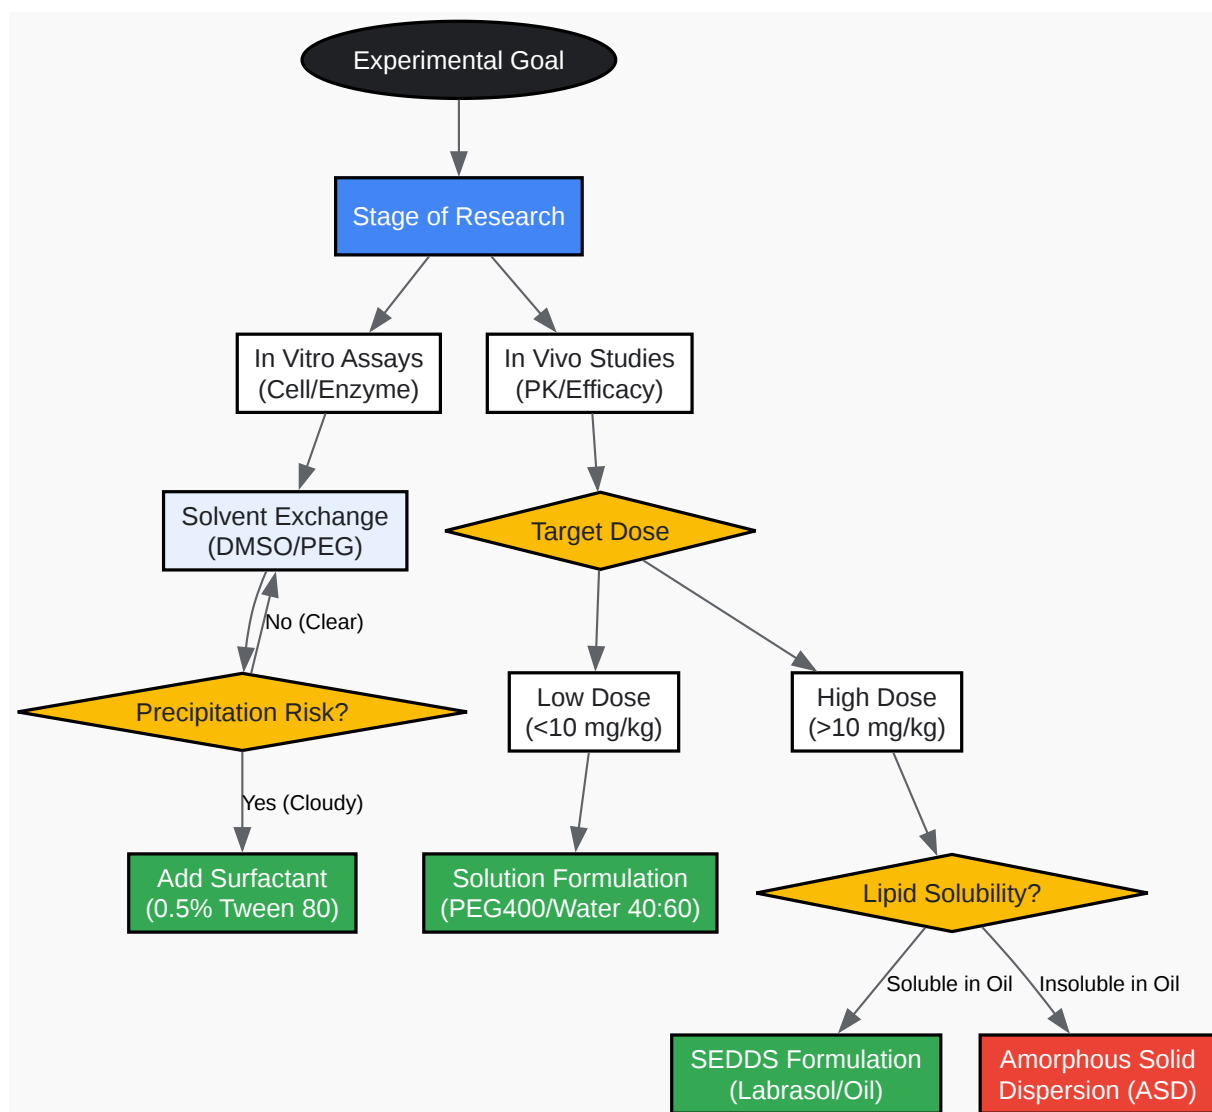 Experimental Goal
Stage of Research
In Vitro Assays
(Cell/Enzyme)
In Vivo Studies
(PK/Efficacy)
Solvent Exchange
(DMSO/PEG)
Target Dose
No (Clear)
Precipitation Risk?
Low Dose
(<10 mg/kg)
High Dose
(>10 mg/kg)
Yes (Cloudy)
Add Surfactant
(0.5% Tween 80)
Solution Formulation
(PEG400/Water 40:60)
Lipid Solubility?
Soluble in Oil
Insoluble in Oil
SEDDS Formulation
(Labrasol/Oil)
Amorphous Solid
Dispersion (ASD)